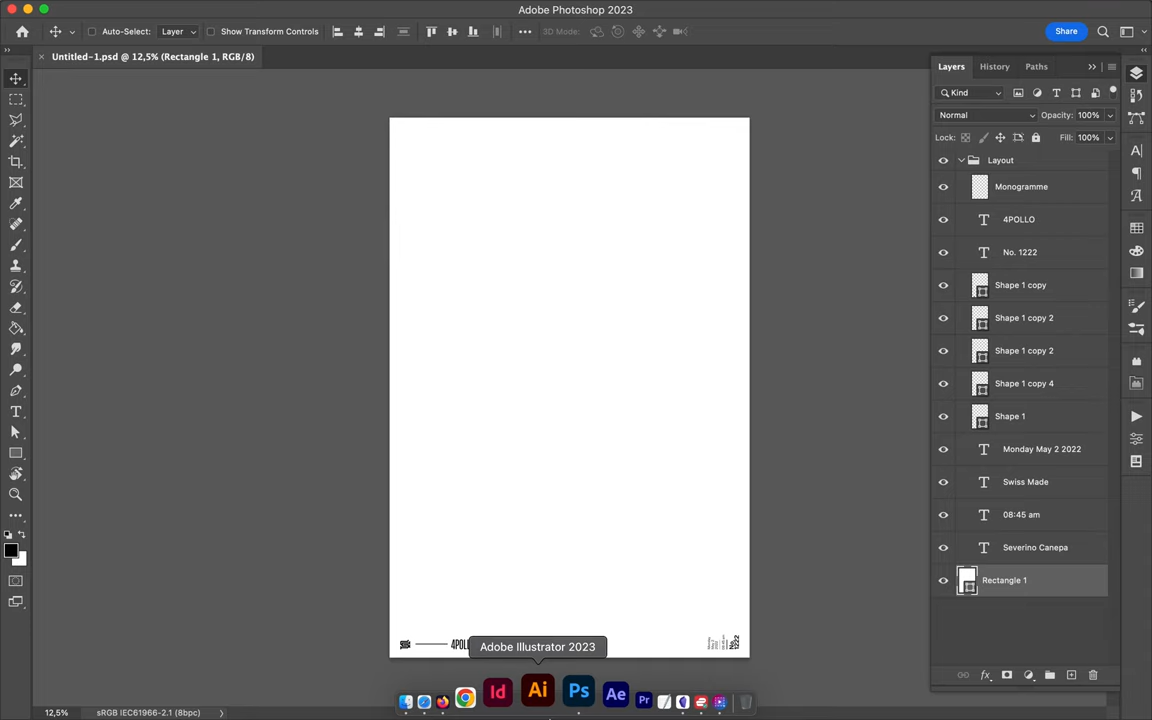 Adobe Photoshop 2023
Auto-Select:
Layer
Show Transform Controls
3D Mode:
Share
Untitled-1.psd @ 12,5% (Rectangle 1, RGB/8)
Layers
History
Paths
Kind
Normal
Opacity:
100%
Lock:
Fill:
100%
Layout
Monogramme
4POLLO
No. 1222
Shape 1 copy
Shape 1 copy 2
Shape 1 copy 2
Shape 1 copy 4
Shape 1
Monday May 2 2022
Swiss Made
08:45 am
Severino Canepa
Rectangle 1
4POLL
No.1222
Adobe Illustrator 2023
Id
Ai
Ps
Ae
Pr
12,5%
sRGB IEC61966-2.1 (8bpc)